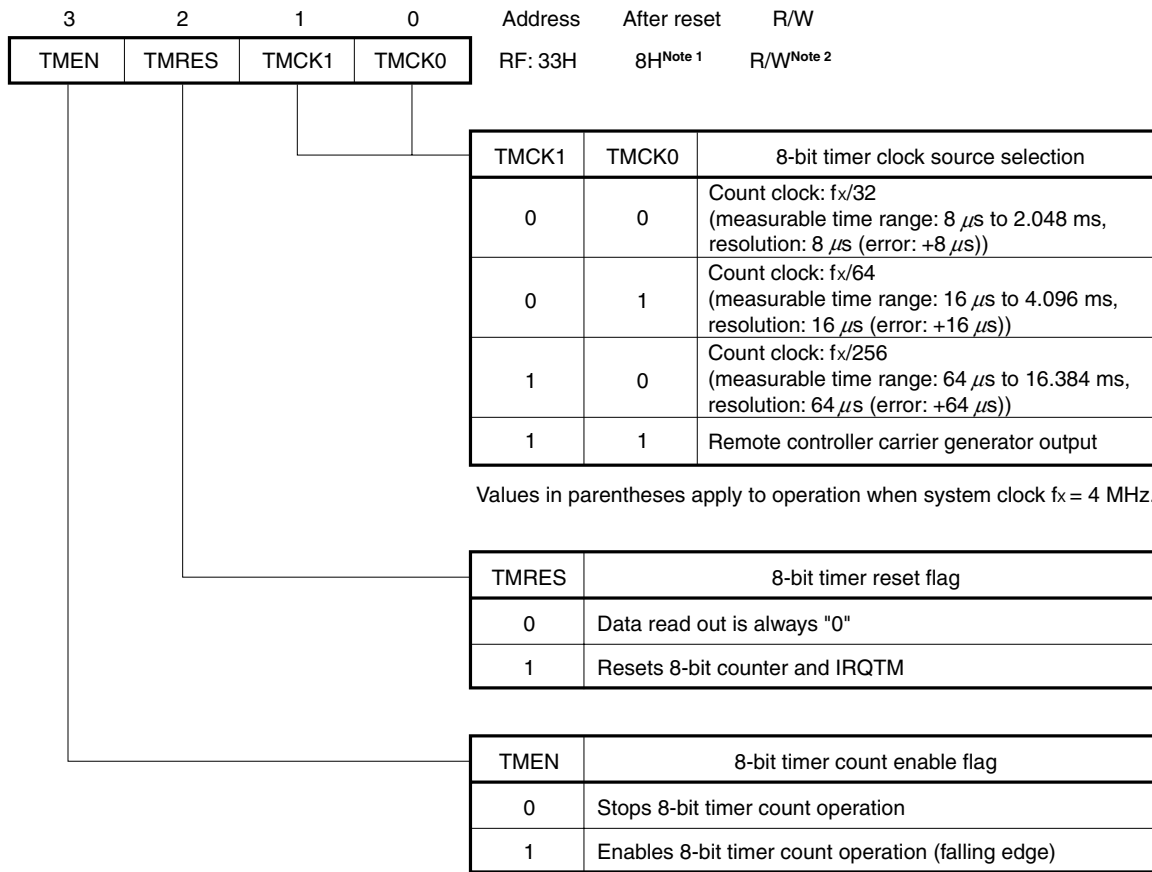 3 2 1 0 Address After reset R/W
TMEN TMRES TMCK1 TMCK0 RF: 33H 8HNote 1 R/WNote 2
TMCK1 TMCK0 8-bit timer clock source selection
0 0 Count clock: fX/32
(measurable time range: 8 μs to 2.048 ms,
resolution: 8 μs (error: +8 μs))
0 1 Count clock: fX/64
(measurable time range: 16 μs to 4.096 ms,
resolution: 16 μs (error: +16 μs))
1 0 Count clock: fX/256
(measurable time range: 64 μs to 16.384 ms,
resolution: 64 μs (error: +64 μs))
1 1 Remote controller carrier generator output
Values in parentheses apply to operation when system clock fX = 4 MHz.
TMRES 8-bit timer reset flag
0 Data read out is always "0"
1 Resets 8-bit counter and IRQTM
TMEN 8-bit timer count enable flag
0 Stops 8-bit timer count operation
1 Enables 8-bit timer count operation (falling edge)